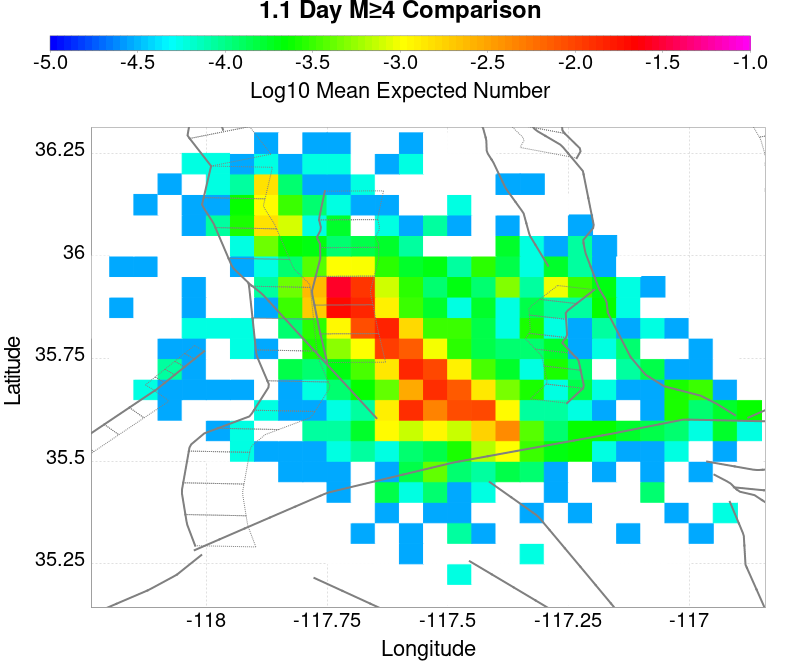 1.1 Day M≥4 Comparison
-5.0 -4.5 -4.0 -3.5 -3.0 -2.5 -2.0 -1.5 -1.0
Log10 Mean Expected Number
36.25
36
35.75
35.5
35.25
Latitude
-118 -117.75 -117.5 -117.25 -117
Longitude